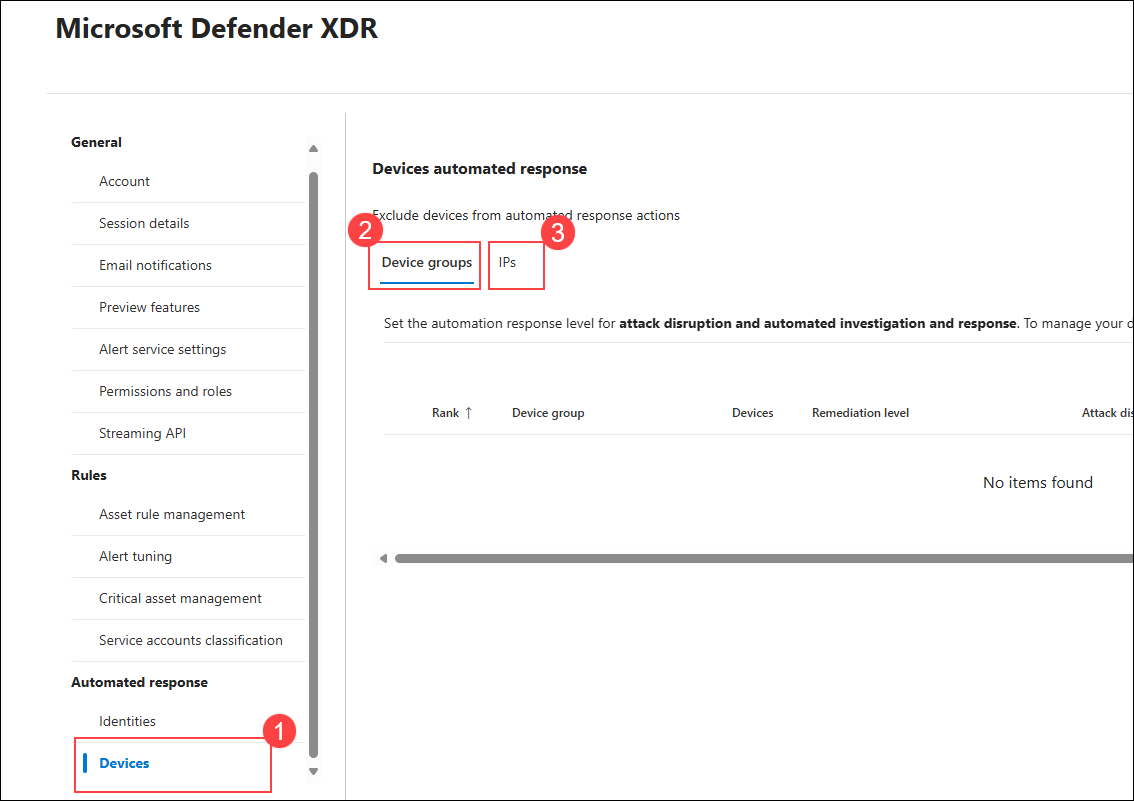 Microsoft Defender XDR
General
Account
Session details
Email notifications
Preview features
Alert service settings
Permissions and roles
Streaming API
Rules
Asset rule management
Alert tuning
Critical asset management
Service accounts classification
Automated response
Identities
Devices
1
Devices automated response
Exclude devices from automated response actions
2
3
Device groups IPs
Set the automation response level for attack disruption and automated investigation and response. To manage your
Rank ↑ Device group Devices Remediation level Attack
No items found